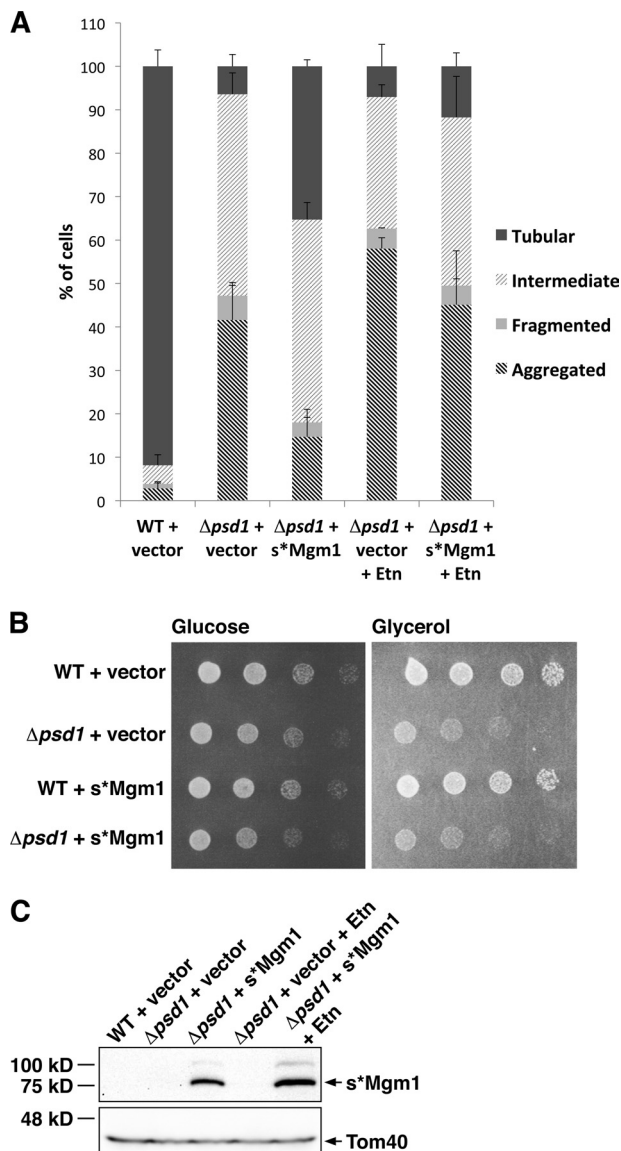 A
% of cells
100
90
80
70
60
50
40
30
20
10
0
WT +
vector
Δpsd1 +
vector
Δpsd1 +
s*Mgm1
Δpsd1 +
vector
+ Etn
Δpsd1 +
s*Mgm1
+ Etn
Tubular
Intermediate
Fragmented
Aggregated
B
Glucose
Glycerol
WT + vector
Δpsd1 + vector
WT + s*Mgm1
Δpsd1 + s*Mgm1
C
WT + vector
Δpsd1 + vector
Δpsd1 + s*Mgm1
Δpsd1 + vector + Etn
Δpsd1 + s*Mgm1
+ Etn
100 kD
75 kD
s*Mgm1
48 kD
Tom40